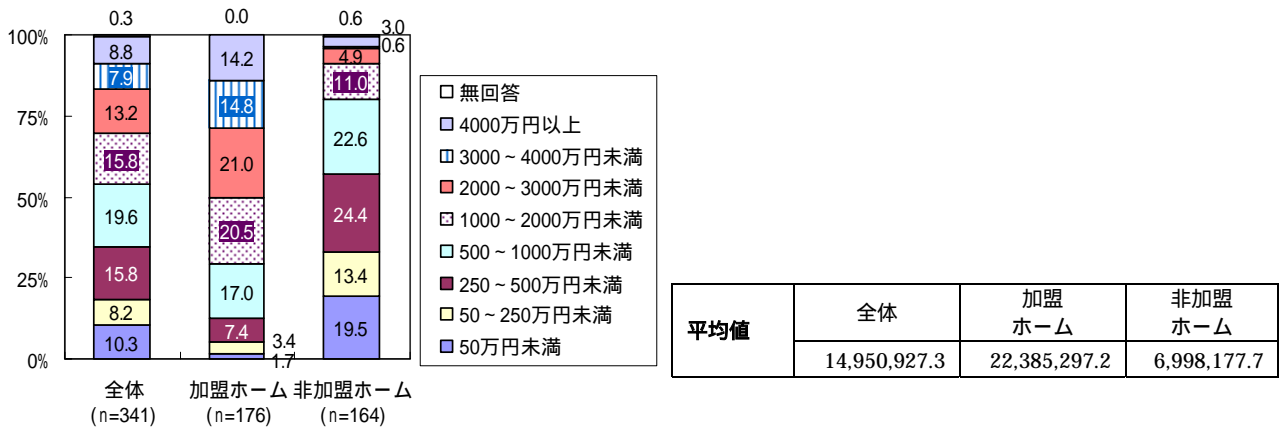 0.3 0.0 0.6
100% 3.0
8.8 14.2 4.9 0.6
7.9 14.8 11.0
75% 13.2 21.0 22.6
15.8
50% 19.6 20.5 24.4
15.8 17.0 13.4
25% 8.2 7.4 3.4 19.5
0% 10.3 1.7
全体 加盟ホーム 非加盟ホーム
(n=341) (n=176) (n=164)
無回答
4000万円以上
3000～4000万円未満
2000～3000万円未満
1000～2000万円未満
500～1000万円未満
250～500万円未満
50～250万円未満
50万円未満
平均値 全体 加盟ホーム 非加盟ホーム
14,950,927.3 22,385,297.2 6,998,177.7